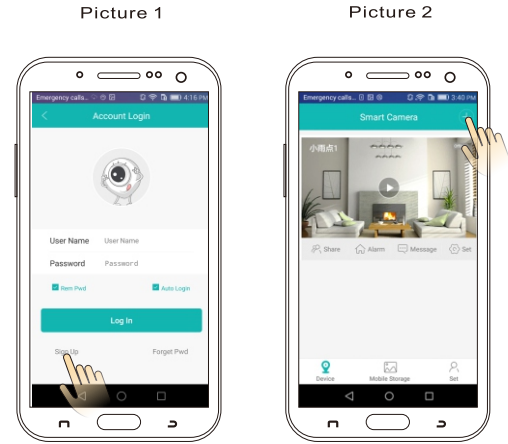 Picture 1
Picture 2
Emergency calls...
4:16 PM
Account Login
User Name
User Name
Password
Password
Rem Pwd
Auto Login
Log In
Sign Up
Forget Pwd
Emergency calls...
3:40 PM
Smart Camera
小雨点1
Share
Alarm
Message
Set
Device
Mobile Storage
Set